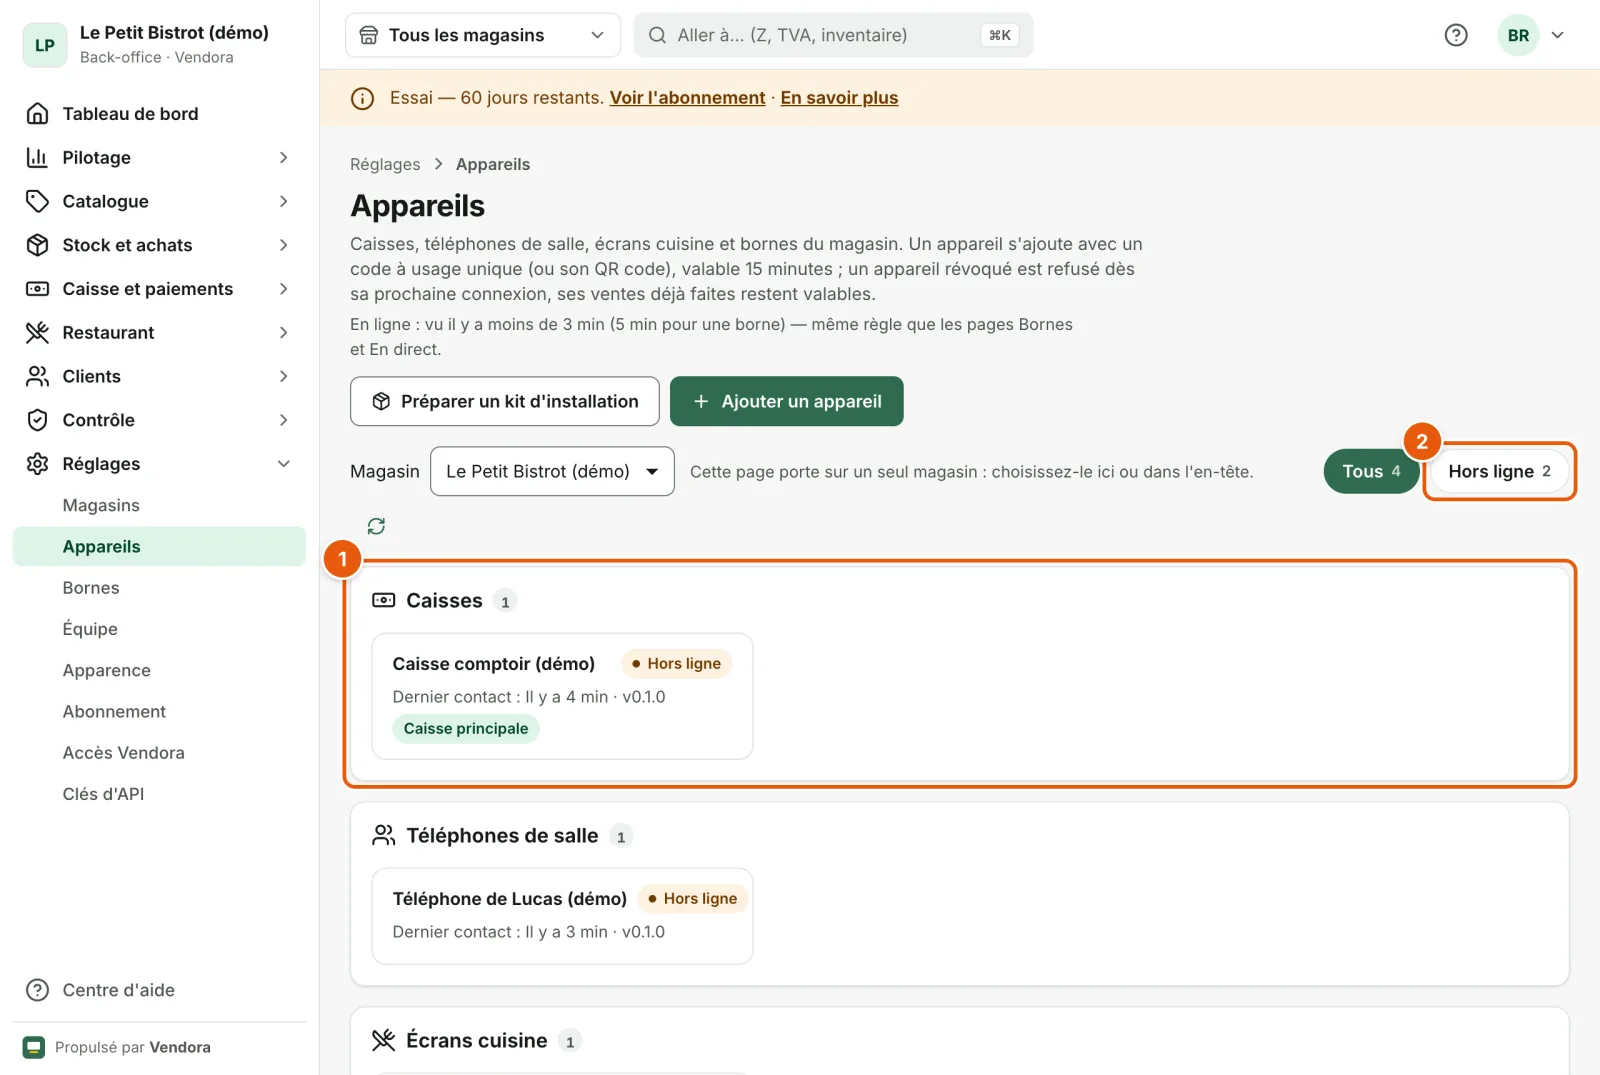 LP
Le Petit Bistrot (démo)
Back-office · Vendora
Tous les magasins
Aller à... (Z, TVA, inventaire)
⌘K
BR
Essai — 60 jours restants. Voir l'abonnement · En savoir plus
Tableau de bord
Pilotage
Catalogue
Stock et achats
Caisse et paiements
Restaurant
Clients
Contrôle
Réglages
Magasins
Appareils
Bornes
Équipe
Apparence
Abonnement
Accès Vendora
Clés d'API
Centre d'aide
Propulsé par Vendora
Réglages > Appareils
Appareils
Caisses, téléphones de salle, écrans cuisine et bornes du magasin. Un appareil s'ajoute avec un
code à usage unique (ou son QR code), valable 15 minutes ; un appareil révoqué est refusé dès
sa prochaine connexion, ses ventes déjà faites restent valables.
En ligne : vu il y a moins de 3 min (5 min pour une borne) — même règle que les pages Bornes
et En direct.
Préparer un kit d'installation
+ Ajouter un appareil
Magasin
Le Petit Bistrot (démo)
Cette page porte sur un seul magasin : choisissez-le ici ou dans l'en-tête.
Tous 4
2
Hors ligne 2
1
Caisses 1
Caisse comptoir (démo)
Hors ligne
Dernier contact : Il y a 4 min · v0.1.0
Caisse principale
Téléphones de salle 1
Téléphone de Lucas (démo)
Hors ligne
Dernier contact : Il y a 3 min · v0.1.0
Écrans cuisine 1